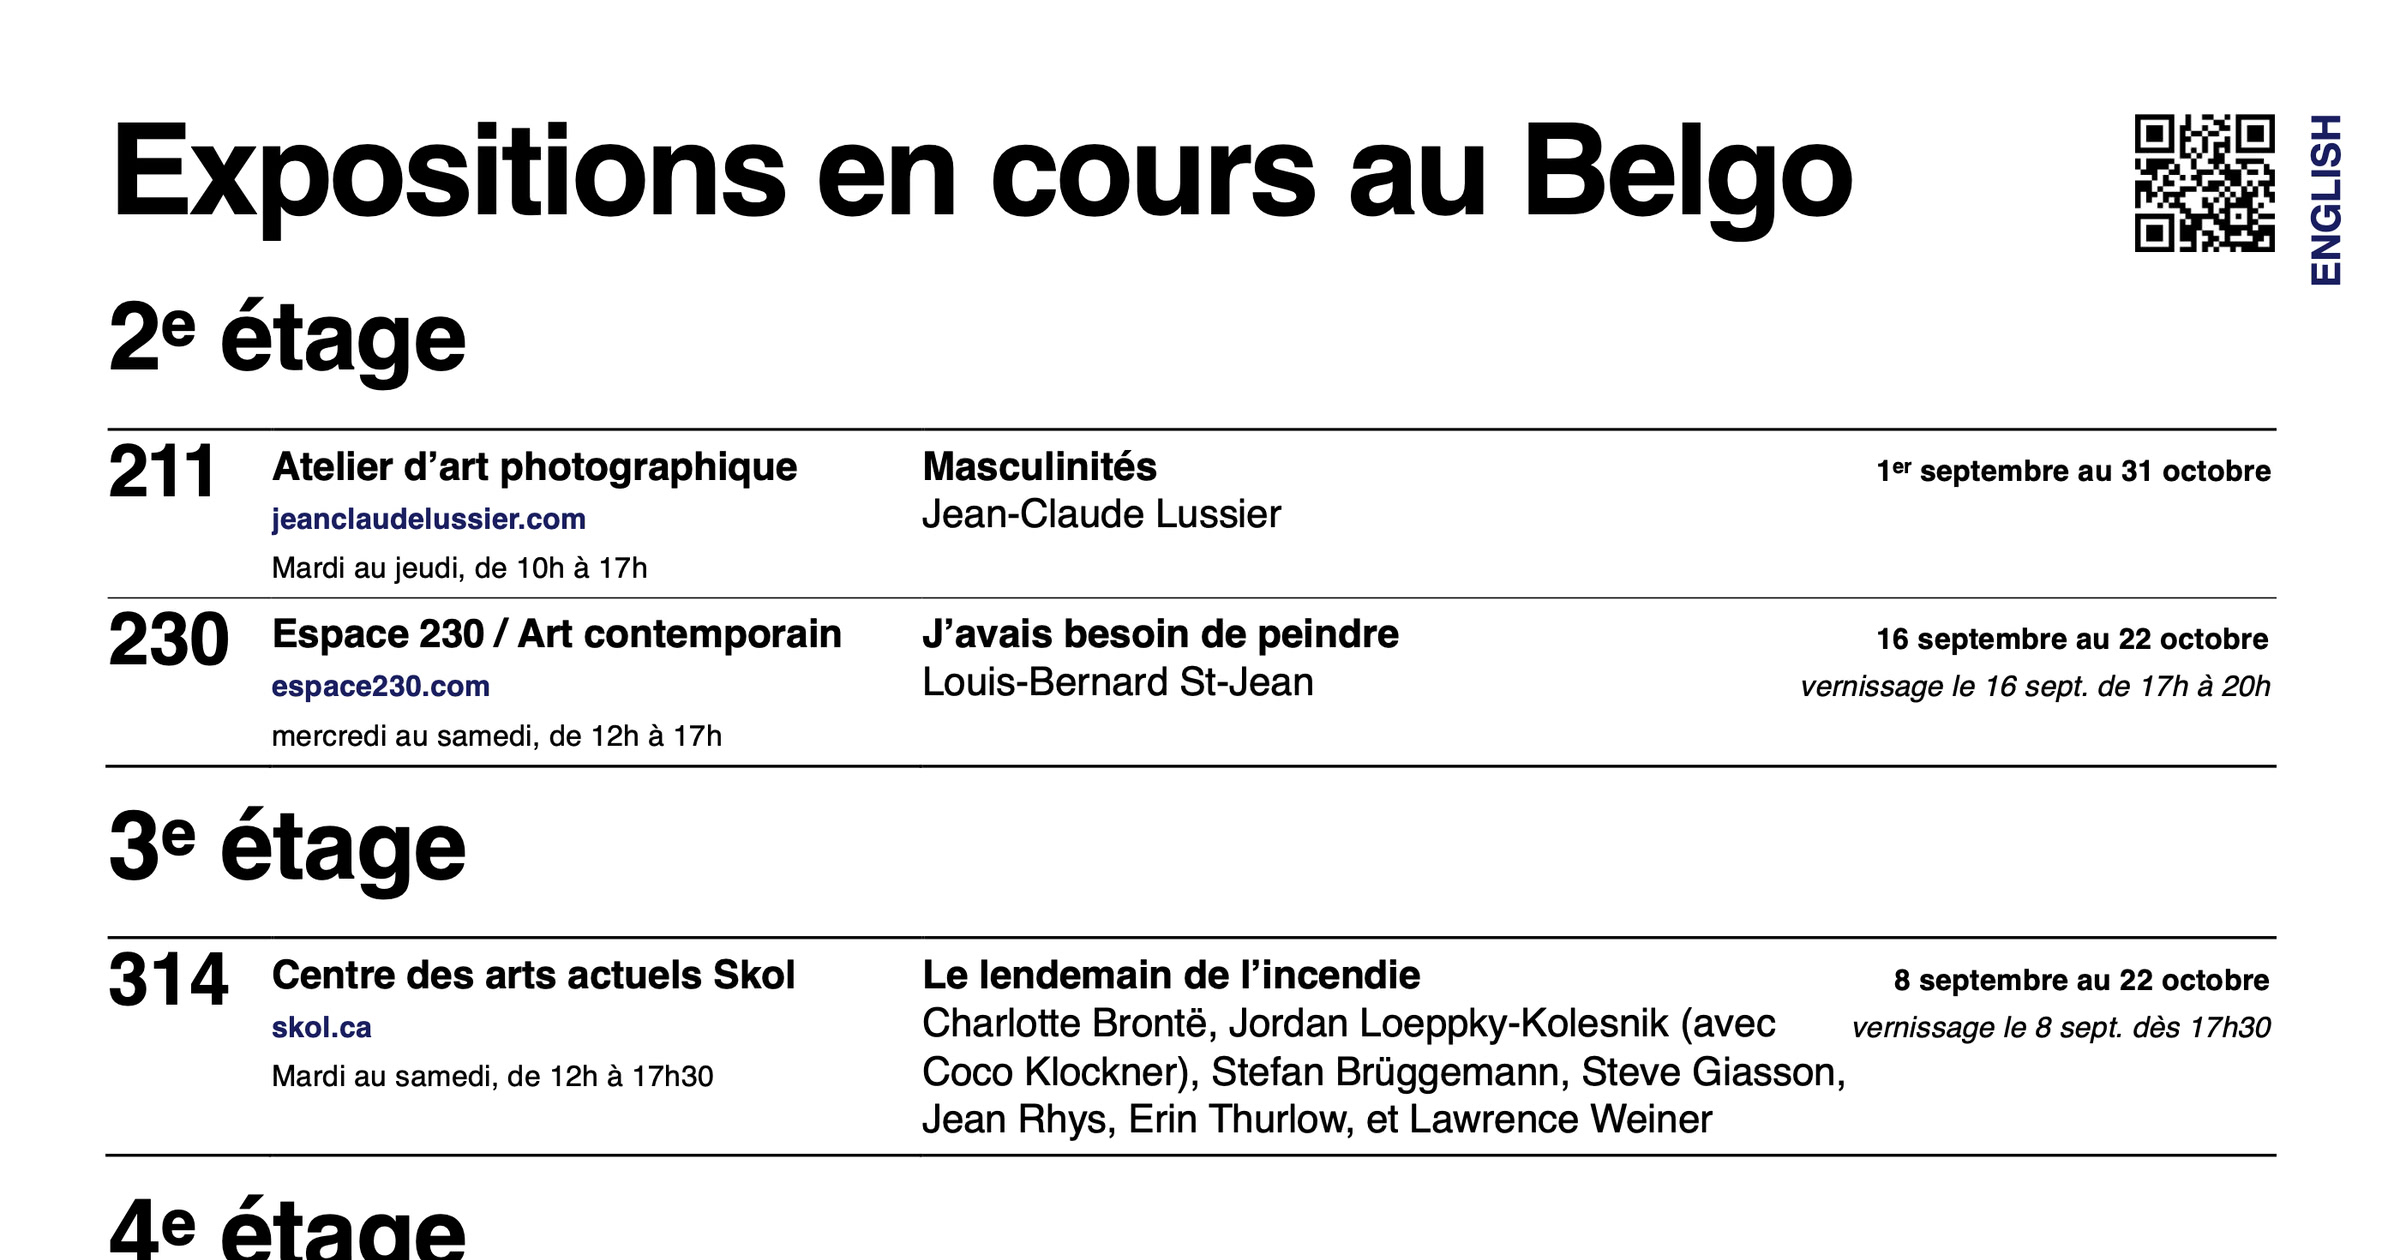 Expositions en cours au Belgo
ENGLISH
2e étage
211
Atelier d’art photographique
jeanclaudelussier.com
Mardi au jeudi, de 10h à 17h
Masculinités
Jean-Claude Lussier
1er septembre au 31 octobre
230
Espace 230 / Art contemporain
espace230.com
mercredi au samedi, de 12h à 17h
J’avais besoin de peindre
Louis-Bernard St-Jean
16 septembre au 22 octobre
vernissage le 16 sept. de 17h à 20h
3e étage
314
Centre des arts actuels Skol
skol.ca
Mardi au samedi, de 12h à 17h30
Le lendemain de l’incendie
Charlotte Brontë, Jordan Loeppky-Kolesnik (avec
Coco Klockner), Stefan Brüggemann, Steve Giasson,
Jean Rhys, Erin Thurlow, et Lawrence Weiner
8 septembre au 22 octobre
vernissage le 8 sept. dès 17h30
4e étage